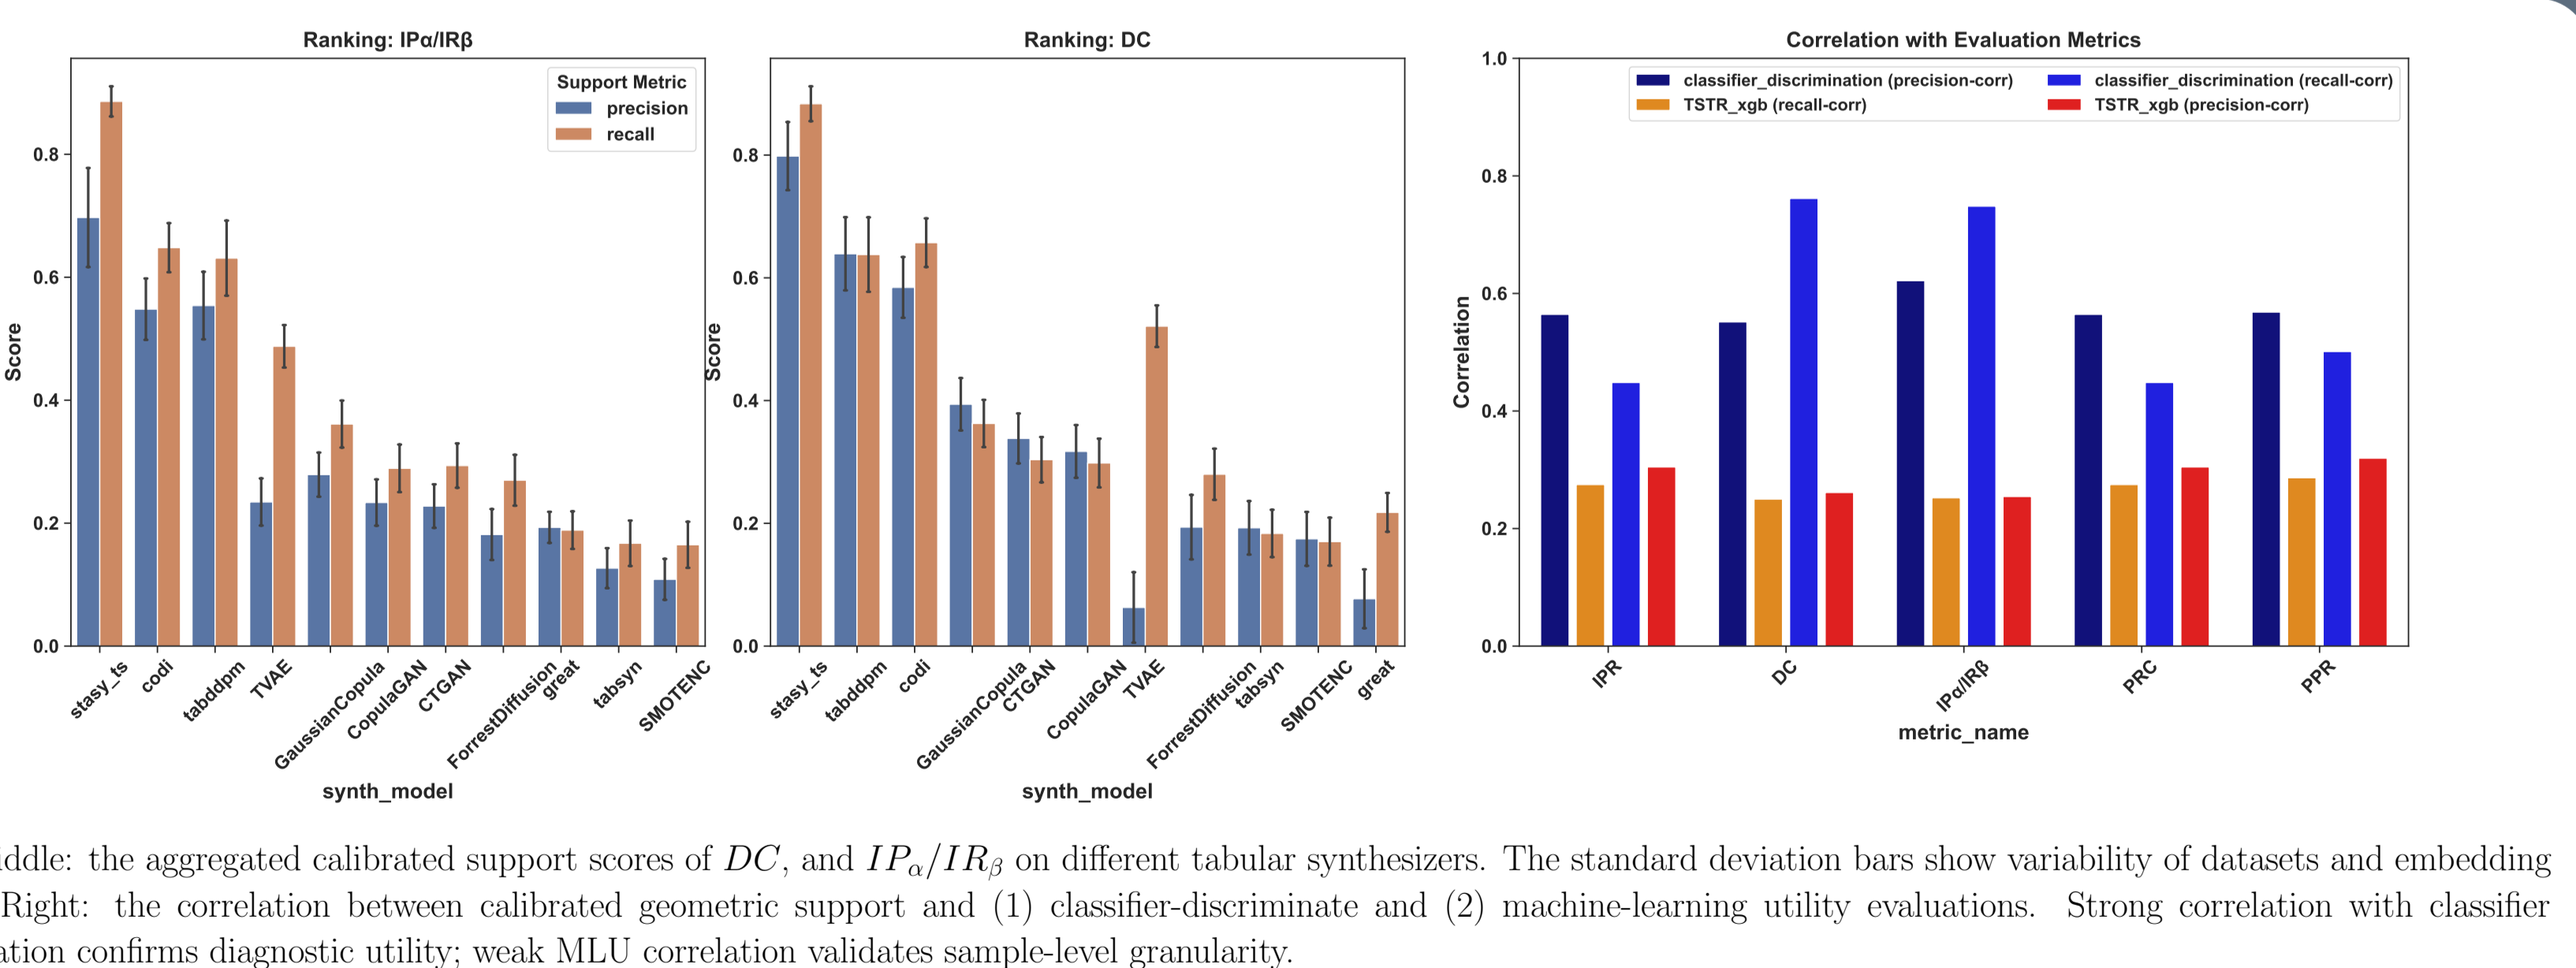 Ranking: IPα/IRβ
Support Metric
precision
recall
0.8
0.6
0.4
0.2
0.0
Score
stasy_ts
codi
tabddpm
TVAE
GaussianCopula
CopulaGAN
CTGAN
ForrestDiffusion
great
tabsyn
SMOTENC
synth_model
Ranking: DC
0.8
0.6
0.4
0.2
0.0
Score
stasy_ts
tabddpm
codi
GaussianCopula
CTGAN
CopulaGAN
TVAE
ForrestDiffusion
tabsyn
SMOTENC
great
synth_model
Correlation with Evaluation Metrics
classifier_discrimination (precision-corr)
classifier_discrimination (recall-corr)
TSTR_xgb (recall-corr)
TSTR_xgb (precision-corr)
1.0
0.8
0.6
0.4
0.2
0.0
Correlation
IPR
DC
IPα/IRβ
PRC
PPR
metric_name
iddle: the aggregated calibrated support scores of DC, and IPα/IRβ on different tabular synthesizers. The standard deviation bars show variability of datasets and embedding
Right: the correlation between calibrated geometric support and (1) classifier-discriminate and (2) machine-learning utility evaluations. Strong correlation with classifier
ation confirms diagnostic utility; weak MLU correlation validates sample-level granularity.